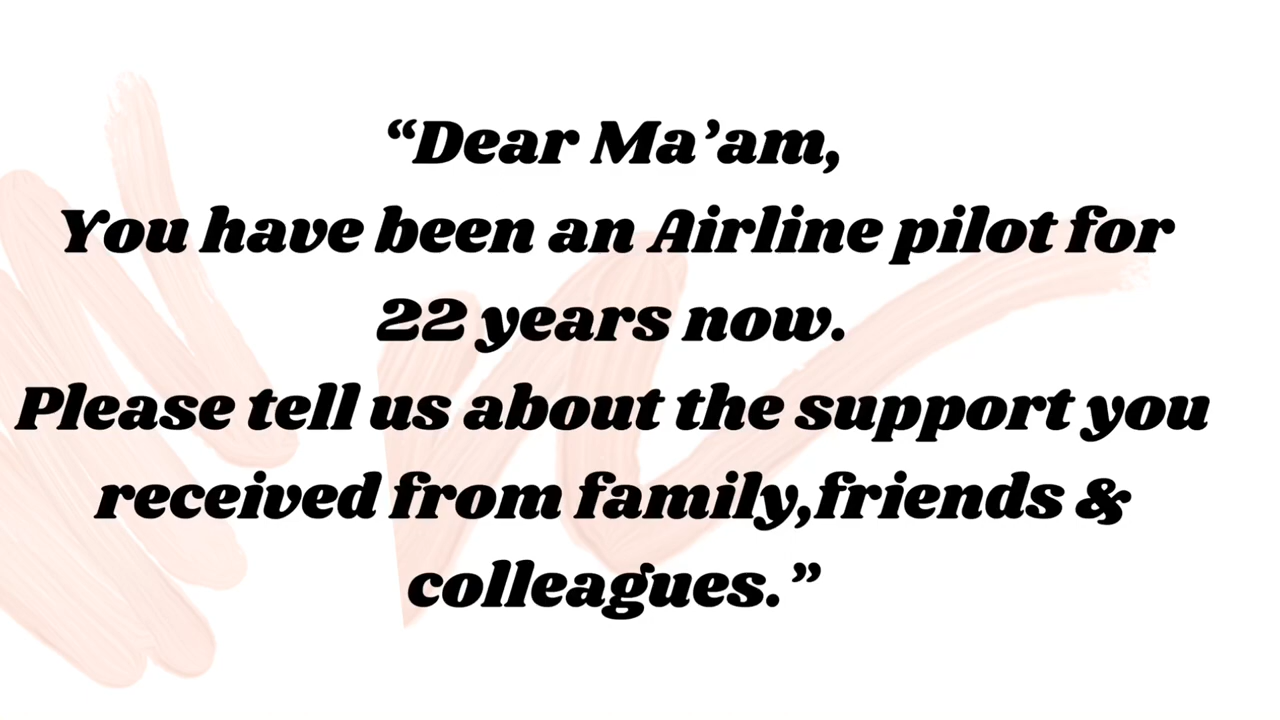 “Dear Ma’am,
You have been an Airline pilot for
22 years now.
Please tell us about the support you
received from family,friends &
colleagues.”